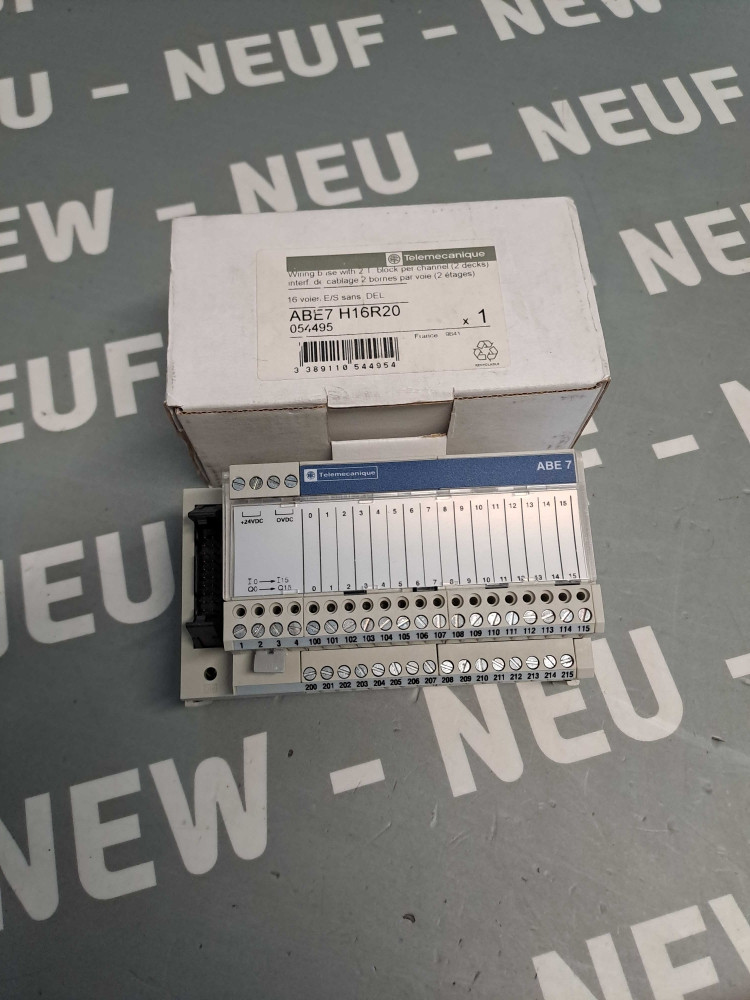 - NEUF -
EU - NEUF - NEW
NEW - NEU - NEUF
EW - NEU - NEUF
Telemecanique
Wiring base with 2 T. block per channel (2 decks)
interf. de cablage 2 bornes par voie (2 étages)
16 voies E/S sans DEL
ABE7 H16R20
054495
x 1
France
3 389110 544954
RECYCLABLE
Telemecanique
ABE 7
+24VDC 0VDC
0 1 2 3 4 5 6 7 8 9 10 11 12 13 14 15
I0 → I15
Q0 → Q15
0 1 2 3 4 5 6 7 8 9 10 11 12 13 14 15
1 2 3 4 100 101 102 103 104 105 106 107 108 109 110 111 112 113 114 115
200 201 202 203 204 205 206 207 208 209 210 211 212 213 214 215
NEUF
NEU
NEW - NEU -
NEW